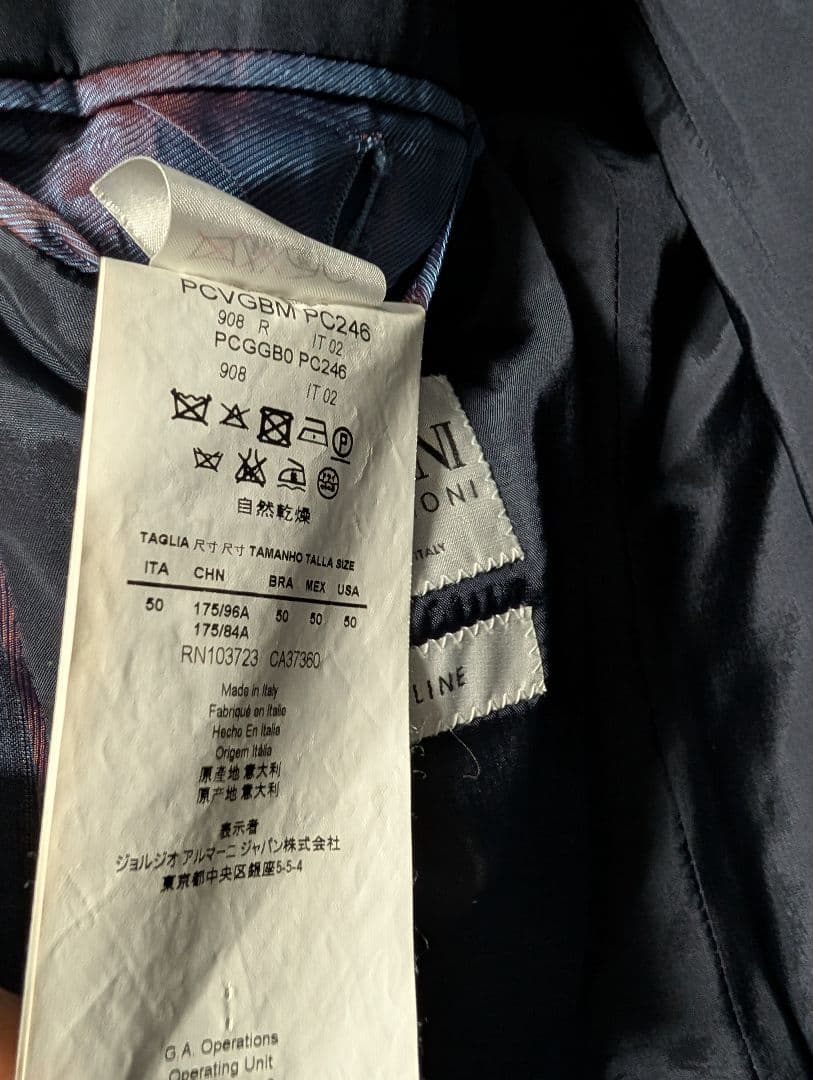 PCVGBM PC246
908 R IT 02
PCGGB0 PC246
908 IT 02
自然乾燥
TAGLIA 尺寸 尺寸 TAMANHO TALLA SIZE
ITA CHN BRA MEX USA
50 175/96A 50 50 50
175/84A
RN103723 CA37360
Made in Italy
Fabriqué en Italie
Hecho En Italia
Origem Itália
原產地 意大利
原产地 意大利
表示者
ジョルジオ アルマーニ ジャパン株式会社
東京都中央区銀座5-5-4
G.A. Operations
Operating Unit
NI
ONI
ITALY
LINE